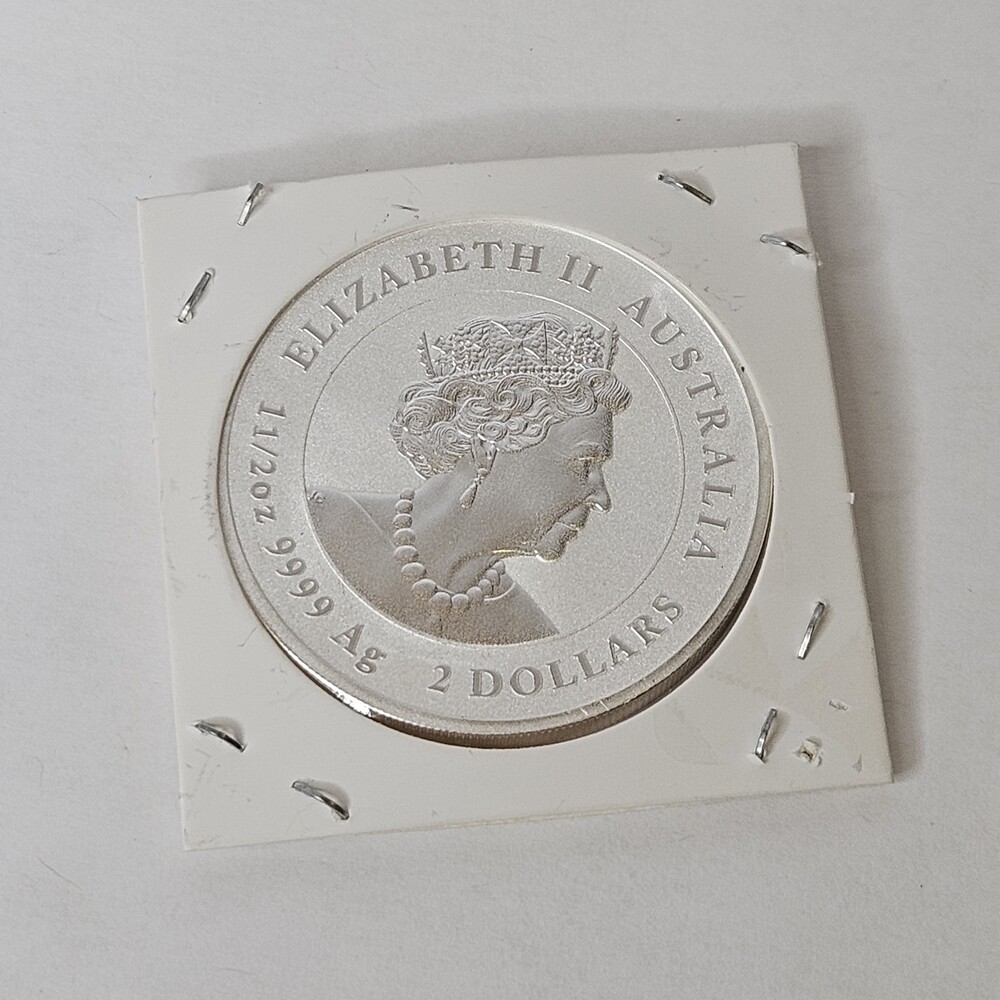 ELIZABETH II AUSTRALIA
1 1/2oz 9999 Ag 2 DOLLARS